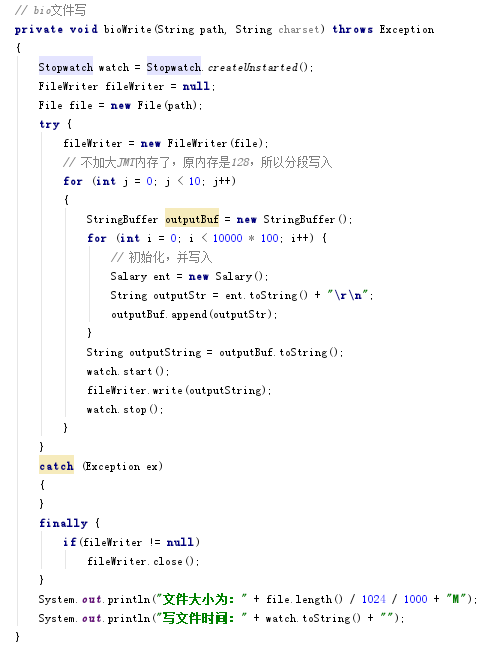 // bio文件写
private void bioWrite(String path, String charset) throws Exception
{
Stopwatch watch = Stopwatch.createUnstarted();
FileWriter fileWriter = null;
File file = new File(path);
try {
fileWriter = new FileWriter(file);
// 不加大JMT内存了，原内存是128，所以分段写入
for (int j = 0; j < 10; j++)
{
StringBuffer outputBuf = new StringBuffer();
for (int i = 0; i < 10000 * 100; i++) {
// 初始化，并写入
Salary ent = new Salary();
String outputStr = ent.toString() + "\r\n";
outputBuf.append(outputStr);
}
String outputString = outputBuf.toString();
watch.start();
fileWriter.write(outputString);
watch.stop();
}
}
catch (Exception ex)
{
}
finally {
if(fileWriter != null)
fileWriter.close();
}
System.out.println("文件大小为：" + file.length() / 1024 / 1000 + "M");
System.out.println("写文件时间：" + watch.toString() + "");
}